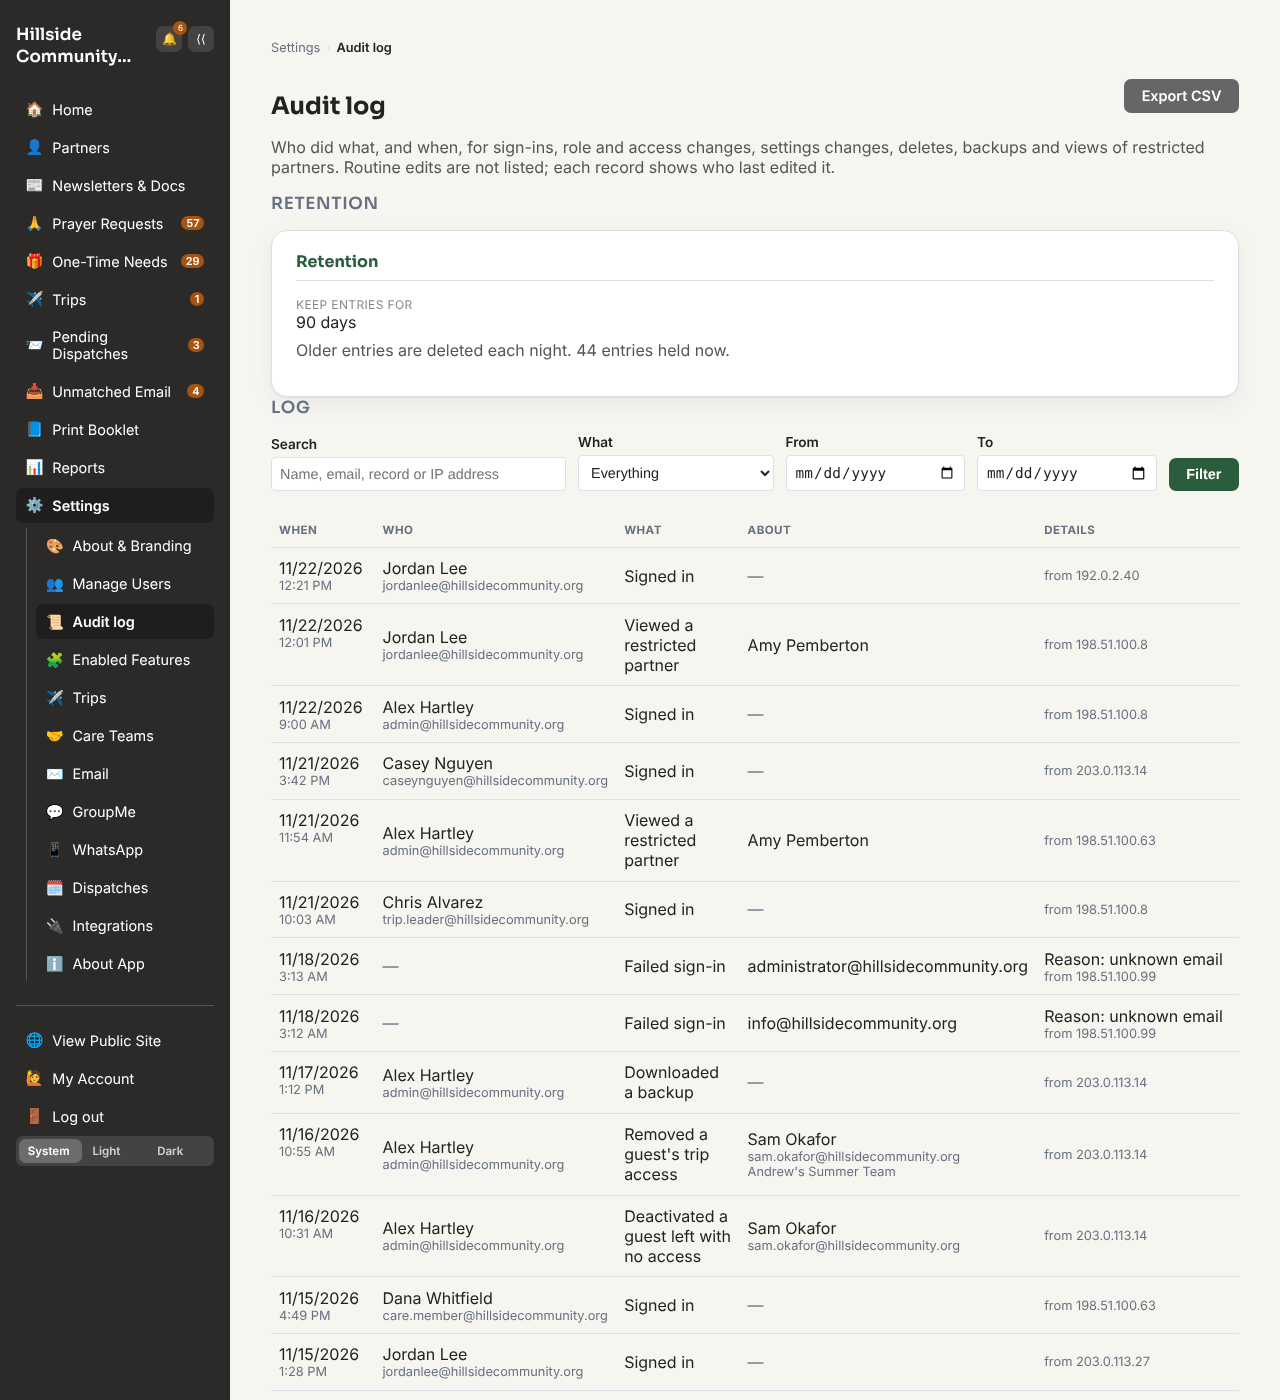 Hillside
Community...
6
⟨⟨
Home
Partners
Newsletters & Docs
Prayer Requests 57
One-Time Needs 29
Trips 1
Pending
Dispatches 3
Unmatched Email 4
Print Booklet
Reports
Settings
About & Branding
Manage Users
Audit log
Enabled Features
Trips
Care Teams
Email
GroupMe
WhatsApp
Dispatches
Integrations
About App
View Public Site
My Account
Log out
System Light Dark
Settings › Audit log
Audit log
Export CSV
Who did what, and when, for sign-ins, role and access changes, settings changes, deletes, backups and views of restricted
partners. Routine edits are not listed; each record shows who last edited it.
RETENTION
Retention
KEEP ENTRIES FOR
90 days
Older entries are deleted each night. 44 entries held now.
LOG
Search What From To
Name, email, record or IP address Everything mm/dd/yyyy mm/dd/yyyy Filter
WHEN WHO WHAT ABOUT DETAILS
11/22/2026 Jordan Lee Signed in — from 192.0.2.40
12:21 PM jordanlee@hillsidecommunity.org
11/22/2026 Jordan Lee Viewed a restricted partner Amy Pemberton from 198.51.100.8
12:01 PM jordanlee@hillsidecommunity.org
11/22/2026 Alex Hartley Signed in — from 198.51.100.8
9:00 AM admin@hillsidecommunity.org
11/21/2026 Casey Nguyen Signed in — from 203.0.113.14
3:42 PM caseynguyen@hillsidecommunity.org
11/21/2026 Alex Hartley Viewed a restricted partner Amy Pemberton from 198.51.100.63
11:54 AM admin@hillsidecommunity.org
11/21/2026 Chris Alvarez Signed in — from 198.51.100.8
10:03 AM trip.leader@hillsidecommunity.org
11/18/2026 — Failed sign-in administrator@hillsidecommunity.org Reason: unknown email
3:13 AM from 198.51.100.99
11/18/2026 — Failed sign-in info@hillsidecommunity.org Reason: unknown email
3:12 AM from 198.51.100.99
11/17/2026 Alex Hartley Downloaded a backup — from 203.0.113.14
1:12 PM admin@hillsidecommunity.org
11/16/2026 Alex Hartley Removed a guest's trip access Sam Okafor from 203.0.113.14
10:55 AM admin@hillsidecommunity.org sam.okafor@hillsidecommunity.org
Andrew's Summer Team
11/16/2026 Alex Hartley Deactivated a guest left with no access Sam Okafor from 203.0.113.14
10:31 AM admin@hillsidecommunity.org sam.okafor@hillsidecommunity.org
11/15/2026 Dana Whitfield Signed in — from 198.51.100.63
4:49 PM care.member@hillsidecommunity.org
11/15/2026 Jordan Lee Signed in — from 203.0.113.27
1:28 PM jordanlee@hillsidecommunity.org